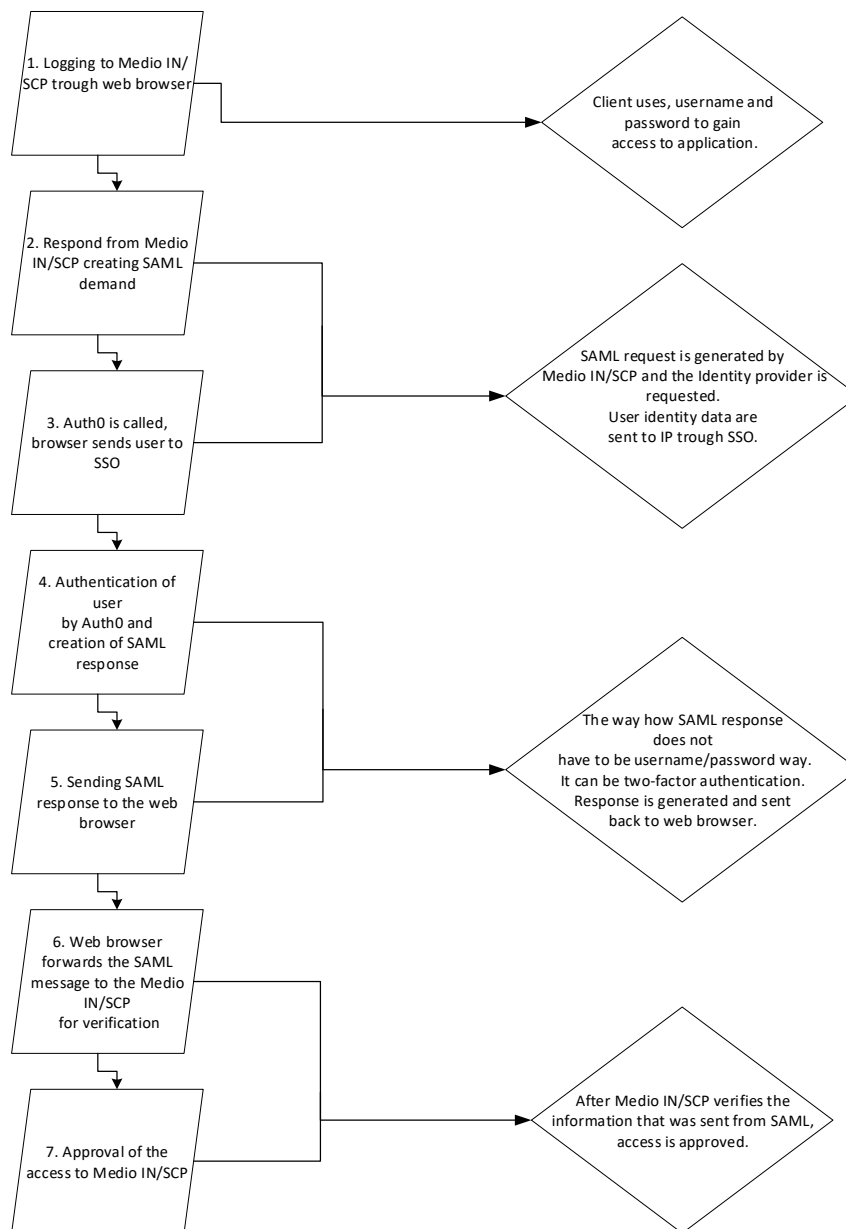 1. Logging to Medio IN/
SCP trough web browser
Client uses, username and
password to gain
access to application.
2. Respond from Medio
IN/SCP creating SAML
demand
3. Auth0 is called,
browser sends user to
SSO
SAML request is generated by
Medio IN/SCP and the Identity provider is
requested.
User identity data are
sent to IP trough SSO.
4. Authentication of
user
by Auth0 and
creation of SAML
response
5. Sending SAML
response to the web
browser
The way how SAML response
does not
have to be username/password way.
It can be two-factor authentication.
Response is generated and sent
back to web browser.
6. Web browser
forwards the SAML
message to the Medio
IN/SCP
for verification
7. Approval of the
access to Medio IN/SCP
After Medio IN/SCP verifies the
information that was sent from SAML,
access is approved.